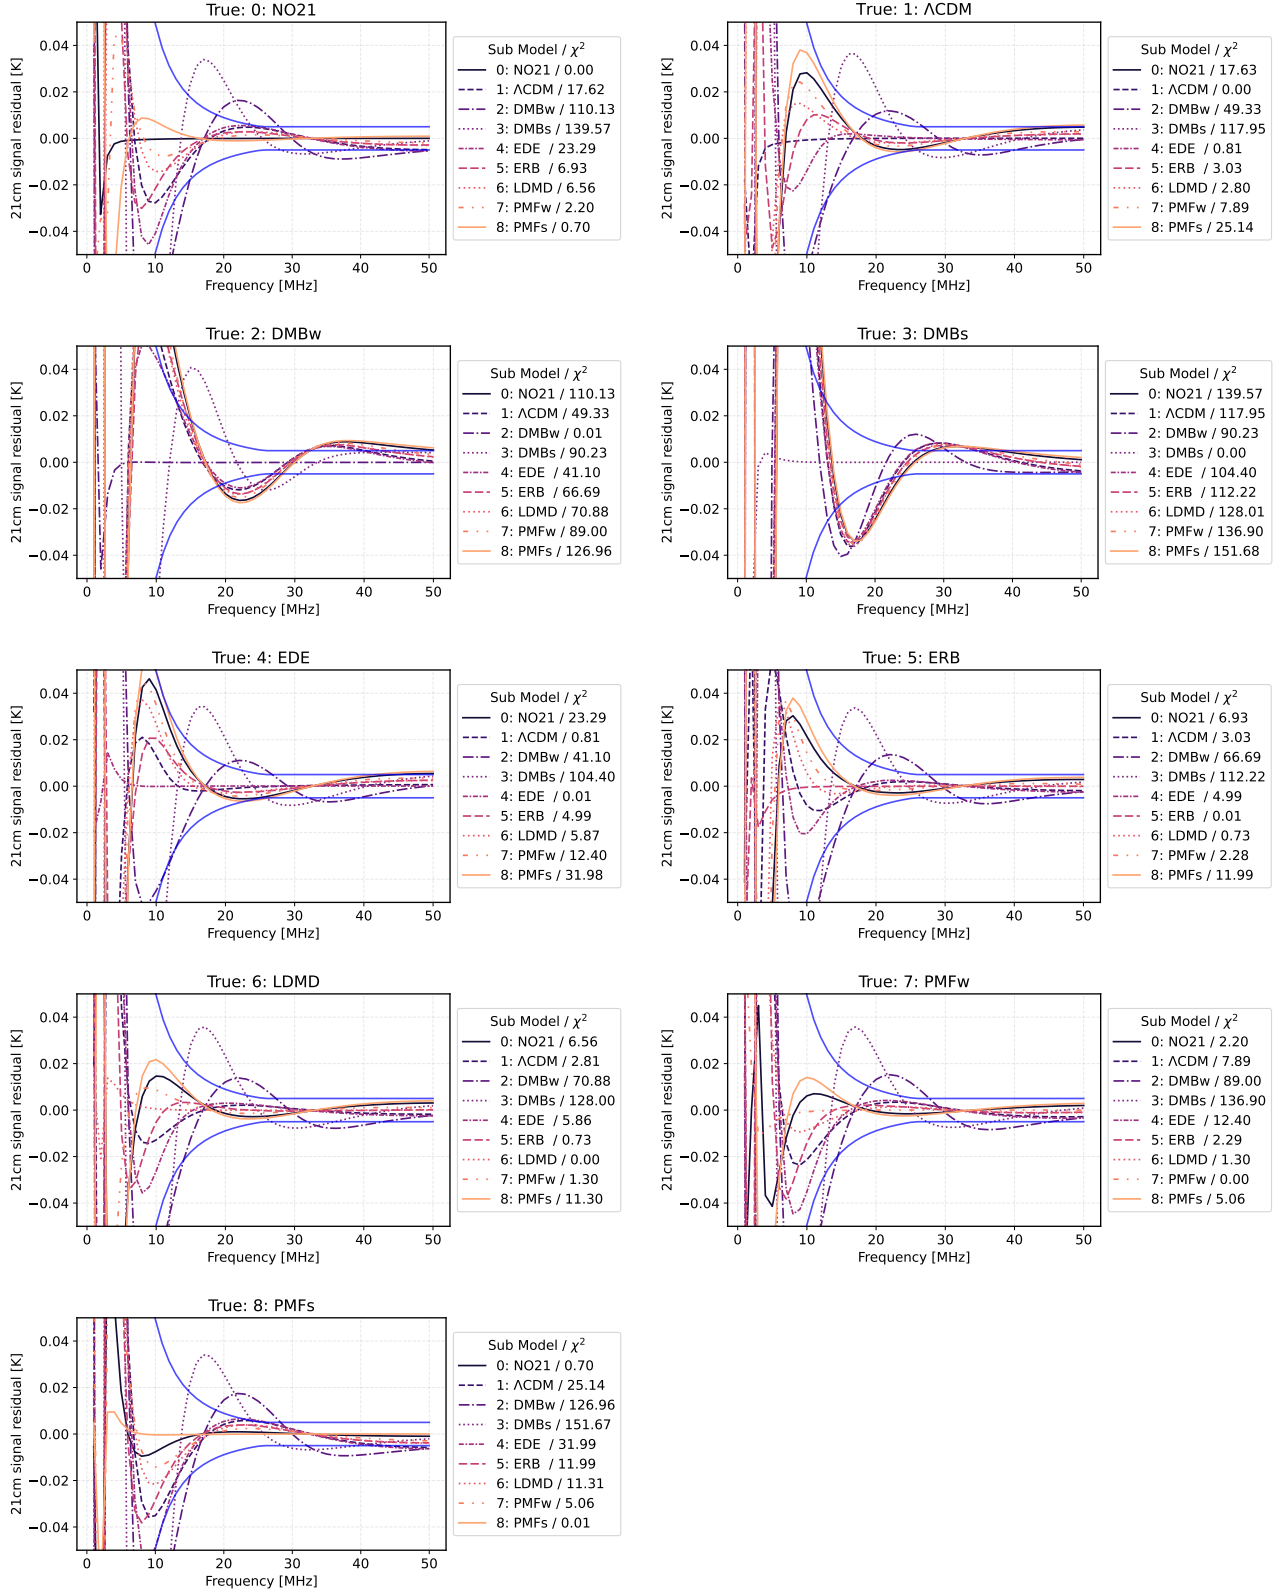 True: 0: NO21
21cm signal residual [K]
0.04
0.02
0.00
−0.02
−0.04
0 10 20 30 40 50
Frequency [MHz]
Sub Model / χ²
0: NO21 / 0.00
1: ΛCDM / 17.62
2: DMBw / 110.13
3: DMBs / 139.57
4: EDE / 23.29
5: ERB / 6.93
6: LDMD / 6.56
7: PMFw / 2.20
8: PMFs / 0.70
True: 1: ΛCDM
21cm signal residual [K]
0.04
0.02
0.00
−0.02
−0.04
0 10 20 30 40 50
Frequency [MHz]
Sub Model / χ²
0: NO21 / 17.63
1: ΛCDM / 0.00
2: DMBw / 49.33
3: DMBs / 117.95
4: EDE / 0.81
5: ERB / 3.03
6: LDMD / 2.80
7: PMFw / 7.89
8: PMFs / 25.14
True: 2: DMBw
21cm signal residual [K]
0.04
0.02
0.00
−0.02
−0.04
0 10 20 30 40 50
Frequency [MHz]
Sub Model / χ²
0: NO21 / 110.13
1: ΛCDM / 49.33
2: DMBw / 0.01
3: DMBs / 90.23
4: EDE / 41.10
5: ERB / 66.69
6: LDMD / 70.88
7: PMFw / 89.00
8: PMFs / 126.96
True: 3: DMBs
21cm signal residual [K]
0.04
0.02
0.00
−0.02
−0.04
0 10 20 30 40 50
Frequency [MHz]
Sub Model / χ²
0: NO21 / 139.57
1: ΛCDM / 117.95
2: DMBw / 90.23
3: DMBs / 0.00
4: EDE / 104.40
5: ERB / 112.22
6: LDMD / 128.01
7: PMFw / 136.90
8: PMFs / 151.68
True: 4: EDE
21cm signal residual [K]
0.04
0.02
0.00
−0.02
−0.04
0 10 20 30 40 50
Frequency [MHz]
Sub Model / χ²
0: NO21 / 23.29
1: ΛCDM / 0.81
2: DMBw / 41.10
3: DMBs / 104.40
4: EDE / 0.01
5: ERB / 4.99
6: LDMD / 5.87
7: PMFw / 12.40
8: PMFs / 31.98
True: 5: ERB
21cm signal residual [K]
0.04
0.02
0.00
−0.02
−0.04
0 10 20 30 40 50
Frequency [MHz]
Sub Model / χ²
0: NO21 / 6.93
1: ΛCDM / 3.03
2: DMBw / 66.69
3: DMBs / 112.22
4: EDE / 4.99
5: ERB / 0.01
6: LDMD / 0.73
7: PMFw / 2.28
8: PMFs / 11.99
True: 6: LDMD
21cm signal residual [K]
0.04
0.02
0.00
−0.02
−0.04
0 10 20 30 40 50
Frequency [MHz]
Sub Model / χ²
0: NO21 / 6.56
1: ΛCDM / 2.81
2: DMBw / 70.88
3: DMBs / 128.00
4: EDE / 5.86
5: ERB / 0.73
6: LDMD / 0.00
7: PMFw / 1.30
8: PMFs / 11.30
True: 7: PMFw
21cm signal residual [K]
0.04
0.02
0.00
−0.02
−0.04
0 10 20 30 40 50
Frequency [MHz]
Sub Model / χ²
0: NO21 / 2.20
1: ΛCDM / 7.89
2: DMBw / 89.00
3: DMBs / 136.90
4: EDE / 12.40
5: ERB / 2.29
6: LDMD / 1.30
7: PMFw / 0.00
8: PMFs / 5.06
True: 8: PMFs
21cm signal residual [K]
0.04
0.02
0.00
−0.02
−0.04
0 10 20 30 40 50
Frequency [MHz]
Sub Model / χ²
0: NO21 / 0.70
1: ΛCDM / 25.14
2: DMBw / 126.96
3: DMBs / 151.67
4: EDE / 31.99
5: ERB / 11.99
6: LDMD / 11.31
7: PMFw / 5.06
8: PMFs / 0.01